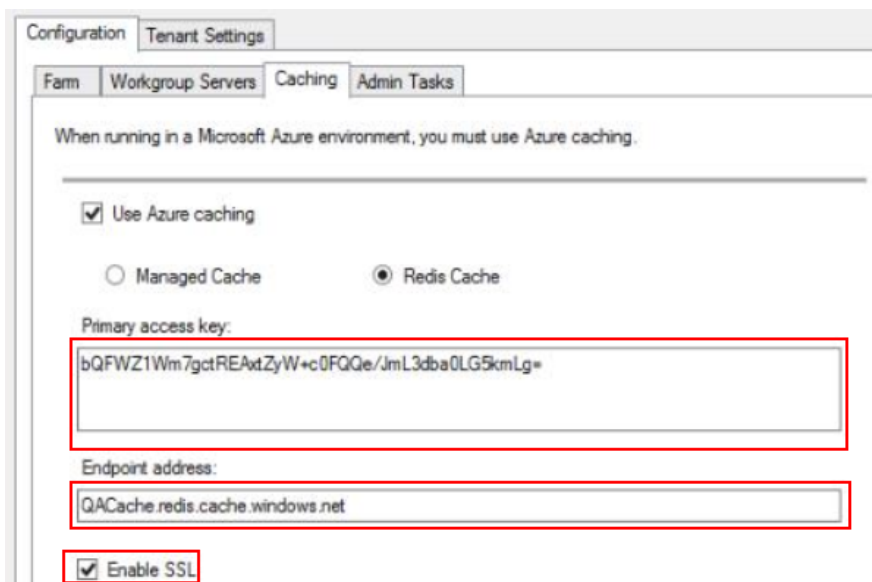 Configuration Tenant Settings
Farm Workgroup Servers Caching Admin Tasks
When running in a Microsoft Azure environment, you must use Azure caching.
Use Azure caching
Managed Cache Redis Cache
Primary access key:
bQFWZ1Wm7gctREAxtZyW+c0FQQe/JmL3dba0LG5kmLg=
Endpoint address:
QACache.redis.cache.windows.net
Enable SSL